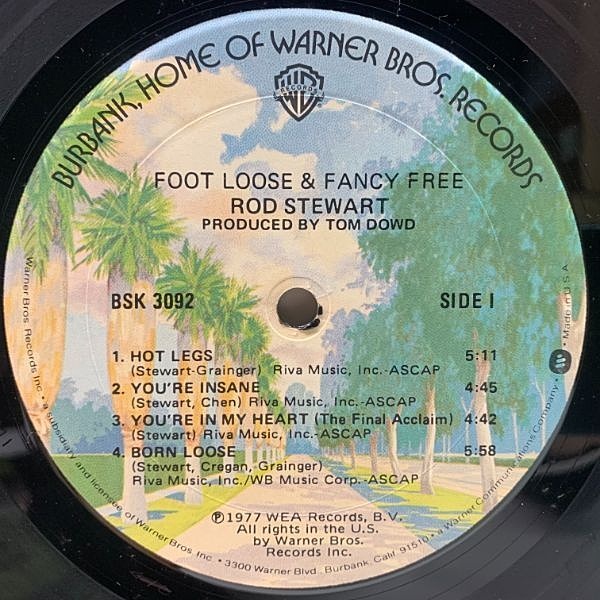 BURBANK, HOME OF WARNER BROS. RECORDS
WB
RECORDS
FOOT LOOSE & FANCY FREE
ROD STEWART
PRODUCED BY TOM DOWD
BSK 3092
SIDE I
1. HOT LEGS 5:11
(Stewart-Grainger) Riva Music, Inc.-ASCAP
2. YOU'RE INSANE 4:45
(Stewart, Chen) Riva Music, Inc.-ASCAP
3. YOU'RE IN MY HEART (The Final Acclaim) 4:42
(Stewart) Riva Music, Inc.-ASCAP
4. BORN LOOSE 5:58
(Stewart, Cregan, Grainger)
Riva Music, Inc./WB Music Corp.-ASCAP
℗1977 WEA Records, B.V.
All rights in the U.S.
by Warner Bros.
Records Inc.
Warner Bros. Records Inc. • a subsidiary and licensee of Warner Bros. Inc. • 3300 Warner Blvd., Burbank, Calif. 91510 • a Warner Communications Company. • Made in U.S.A.